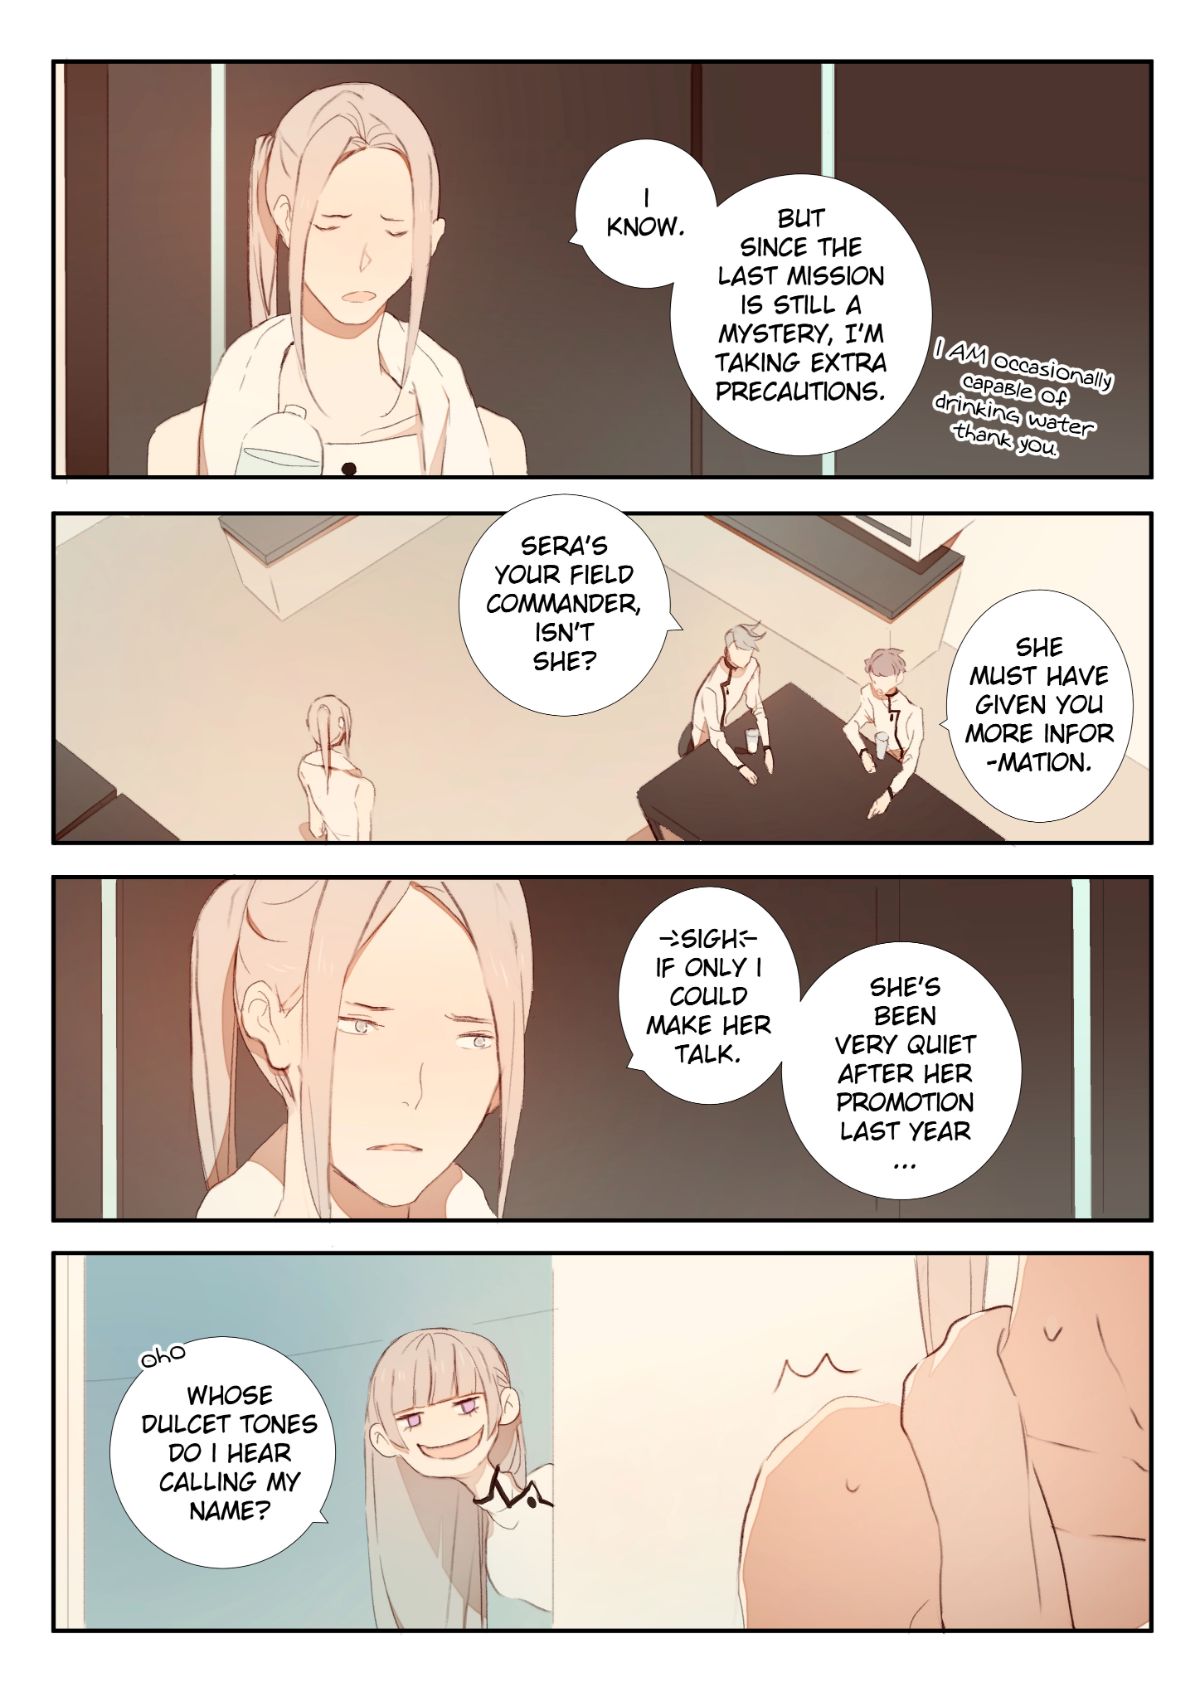 I
KNOW.
BUT
SINCE THE
LAST MISSION
IS STILL A
MYSTERY, I'M
TAKING EXTRA
PRECAUTIONS.
I AM occasionally
capable of
drinking water
thank you.
SERA'S
YOUR FIELD
COMMANDER,
ISN'T
SHE?
SHE
MUST HAVE
GIVEN YOU
MORE INFOR
-MATION.
-SIGH-
IF ONLY I
COULD
MAKE HER
TALK.
SHE'S
BEEN
VERY QUIET
AFTER HER
PROMOTION
LAST YEAR
...
oho
WHOSE
DULCET TONES
DO I HEAR
CALLING MY
NAME?